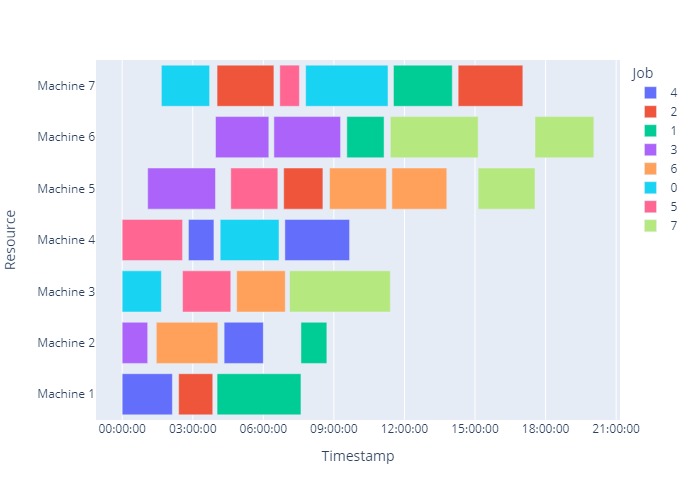 Job
4
2
1
3
6
0
5
7
Resource
Machine 7
Machine 6
Machine 5
Machine 4
Machine 3
Machine 2
Machine 1
00:00:00 03:00:00 06:00:00 09:00:00 12:00:00 15:00:00 18:00:00 21:00:00
Timestamp